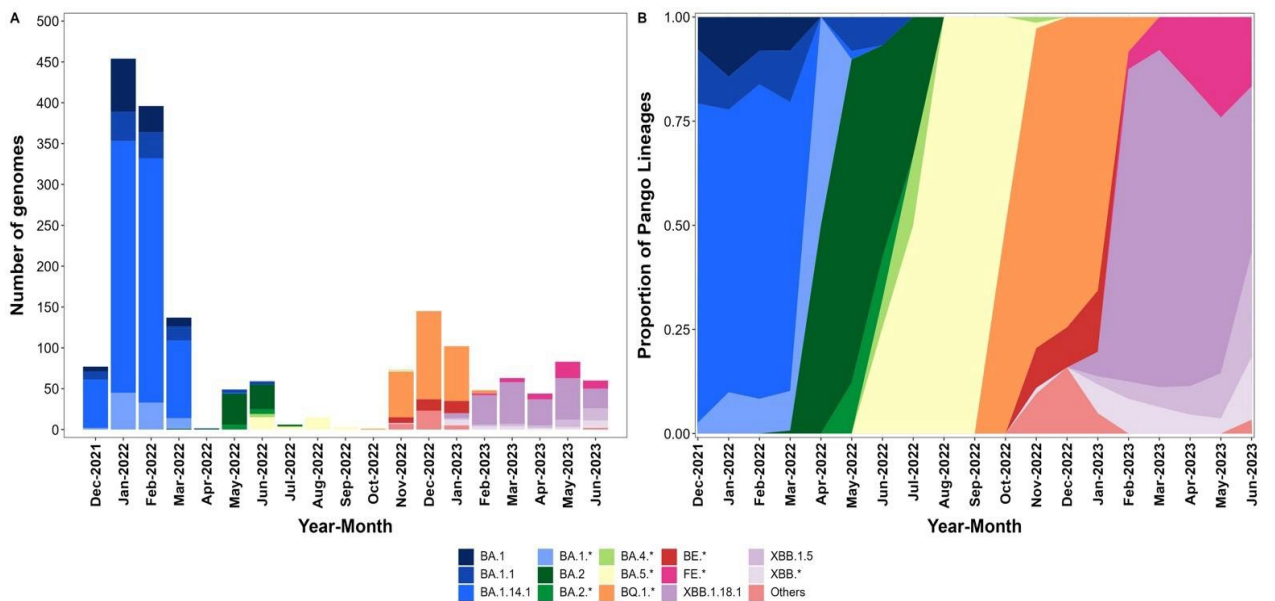 A
Number of genomes
500
450
400
350
300
250
200
150
100
50
0
Dec-2021
Jan-2022
Feb-2022
Mar-2022
Apr-2022
May-2022
Jun-2022
Jul-2022
Aug-2022
Sep-2022
Oct-2022
Nov-2022
Dec-2022
Jan-2023
Feb-2023
Mar-2023
Apr-2023
May-2023
Jun-2023
Year-Month
B
Proportion of Pango Lineages
1.00
0.75
0.50
0.25
0.00
Dec-2021
Jan-2022
Feb-2022
Mar-2022
Apr-2022
May-2022
Jun-2022
Jul-2022
Aug-2022
Sep-2022
Oct-2022
Nov-2022
Dec-2022
Jan-2023
Feb-2023
Mar-2023
Apr-2023
May-2023
Jun-2023
Year-Month
BA.1 BA.1.* BA.4.* BE.* XBB.1.5
BA.1.1 BA.2 BA.5.* FE.* XBB.*
BA.1.14.1 BA.2.* BQ.1.* XBB.1.18.1 Others